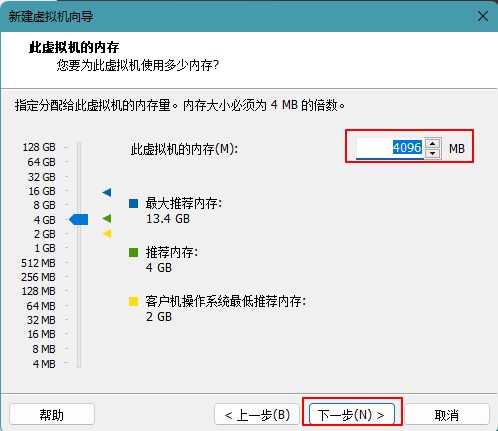 新建虚拟机向导
此虚拟机的内存
您要为此虚拟机使用多少内存?
指定分配给此虚拟机的内存量。内存大小必须为 4 MB 的倍数。
128 GB
64 GB
32 GB
16 GB
8 GB
4 GB
2 GB
1 GB
512 MB
256 MB
128 MB
64 MB
32 MB
16 MB
8 MB
4 MB
此虚拟机的内存(M): 4096 MB
最大推荐内存:
13.4 GB
推荐内存:
4 GB
客户机操作系统最低推荐内存:
2 GB
帮助 < 上一步(B) 下一步(N) > 取消